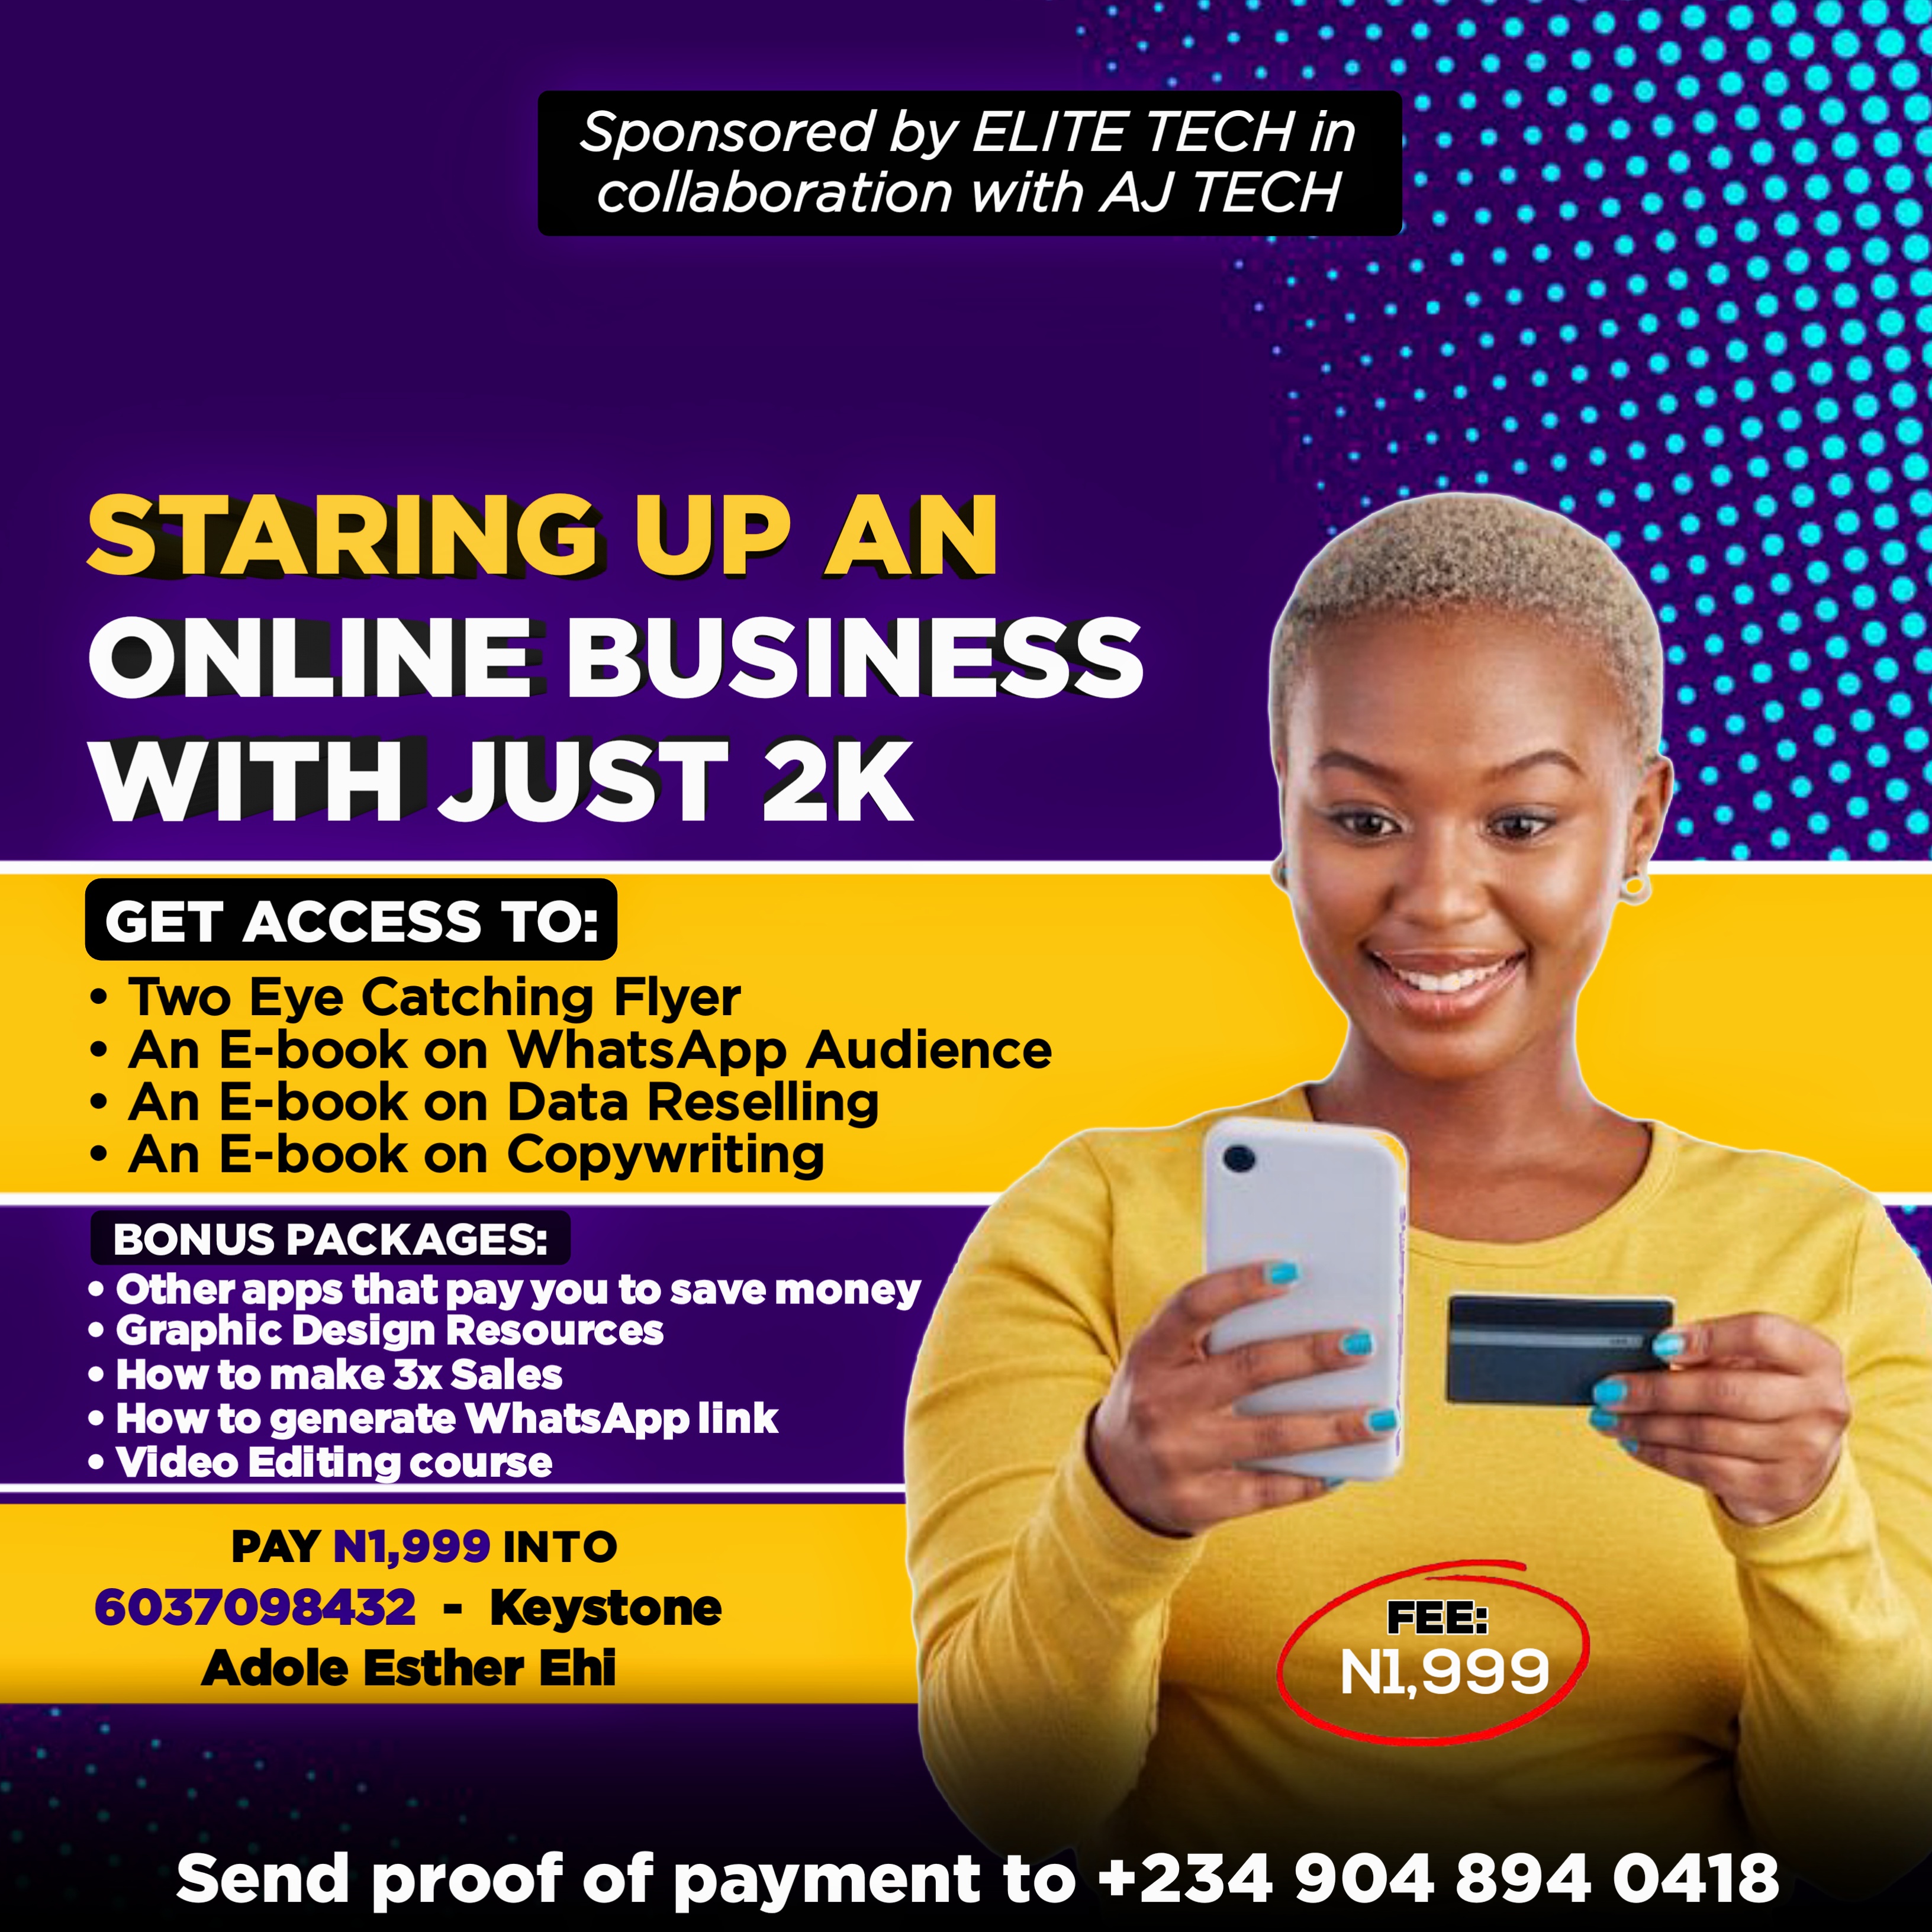 Sponsored by ELITE TECH in
collaboration with AJ TECH
STARING UP AN
ONLINE BUSINESS
WITH JUST 2K
GET ACCESS TO:
• Two Eye Catching Flyer
• An E-book on WhatsApp Audience
• An E-book on Data Reselling
• An E-book on Copywriting
BONUS PACKAGES:
• Other apps that pay you to save money
• Graphic Design Resources
• How to make 3x Sales
• How to generate WhatsApp link
• Video Editing course
PAY N1,999 INTO
6037098432 - Keystone
Adole Esther Ehi
FEE:
N1,999
Send proof of payment to +234 904 894 0418